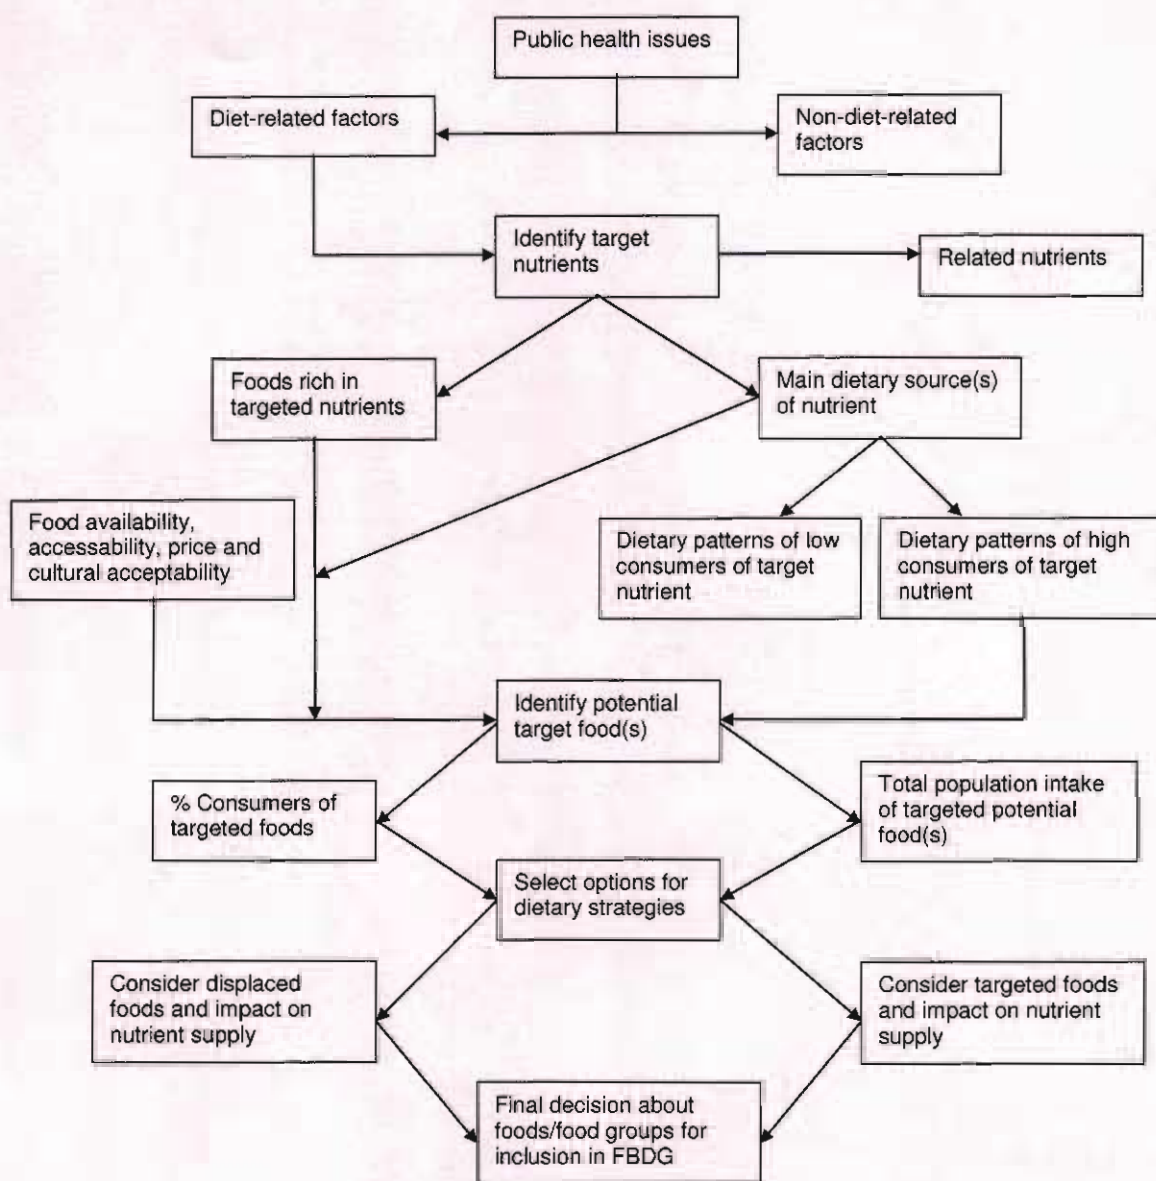 Public health issues
Diet-related factors
Non-diet-related
factors
Identify target
nutrients
Related nutrients
Foods rich in
targeted nutrients
Main dietary source(s)
of nutrient
Food availability,
accessability, price and
cultural acceptability
Dietary patterns of low
consumers of target
nutrient
Dietary patterns of high
consumers of target
nutrient
Identify potential
target food(s)
% Consumers of
targeted foods
Total population intake
of targeted potential
food(s)
Select options for
dietary strategies
Consider displaced
foods and impact on
nutrient supply
Consider targeted foods
and impact on nutrient
supply
Final decision about
foods/food groups for
inclusion in FBDG